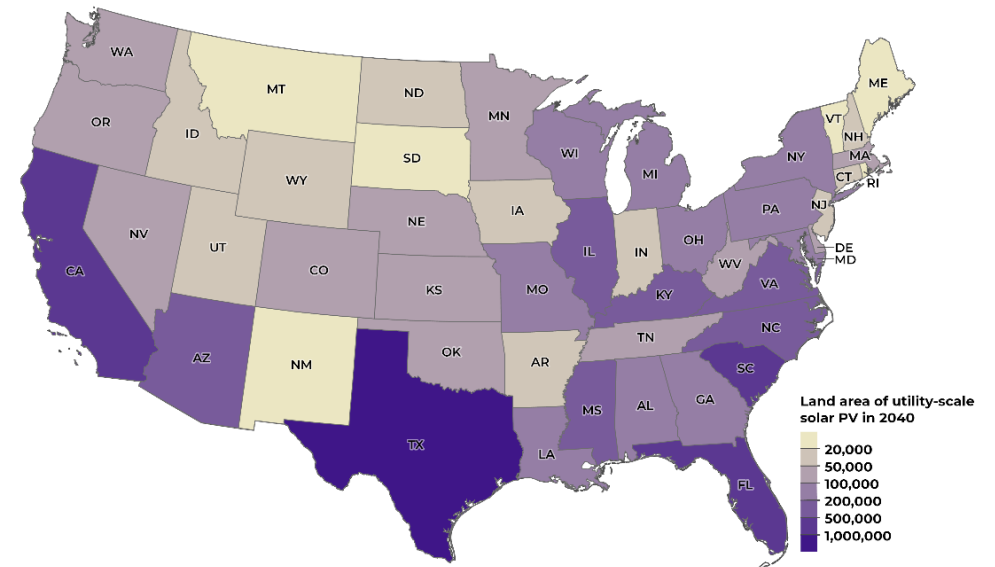 WA
MT
ND
MN
ME
VT
NH
OR
ID
SD
WI
NY
MA
MI
CT
RI
WY
IA
PA
NJ
NE
NV
UT
OH
DE
IL
IN
MD
CA
CO
WV
KS
MO
KY
VA
NC
TN
AZ
OK
NM
AR
SC
MS
AL
GA
TX
LA
FL
Land area of utility-scale
solar PV in 2040
20,000
50,000
100,000
200,000
500,000
1,000,000